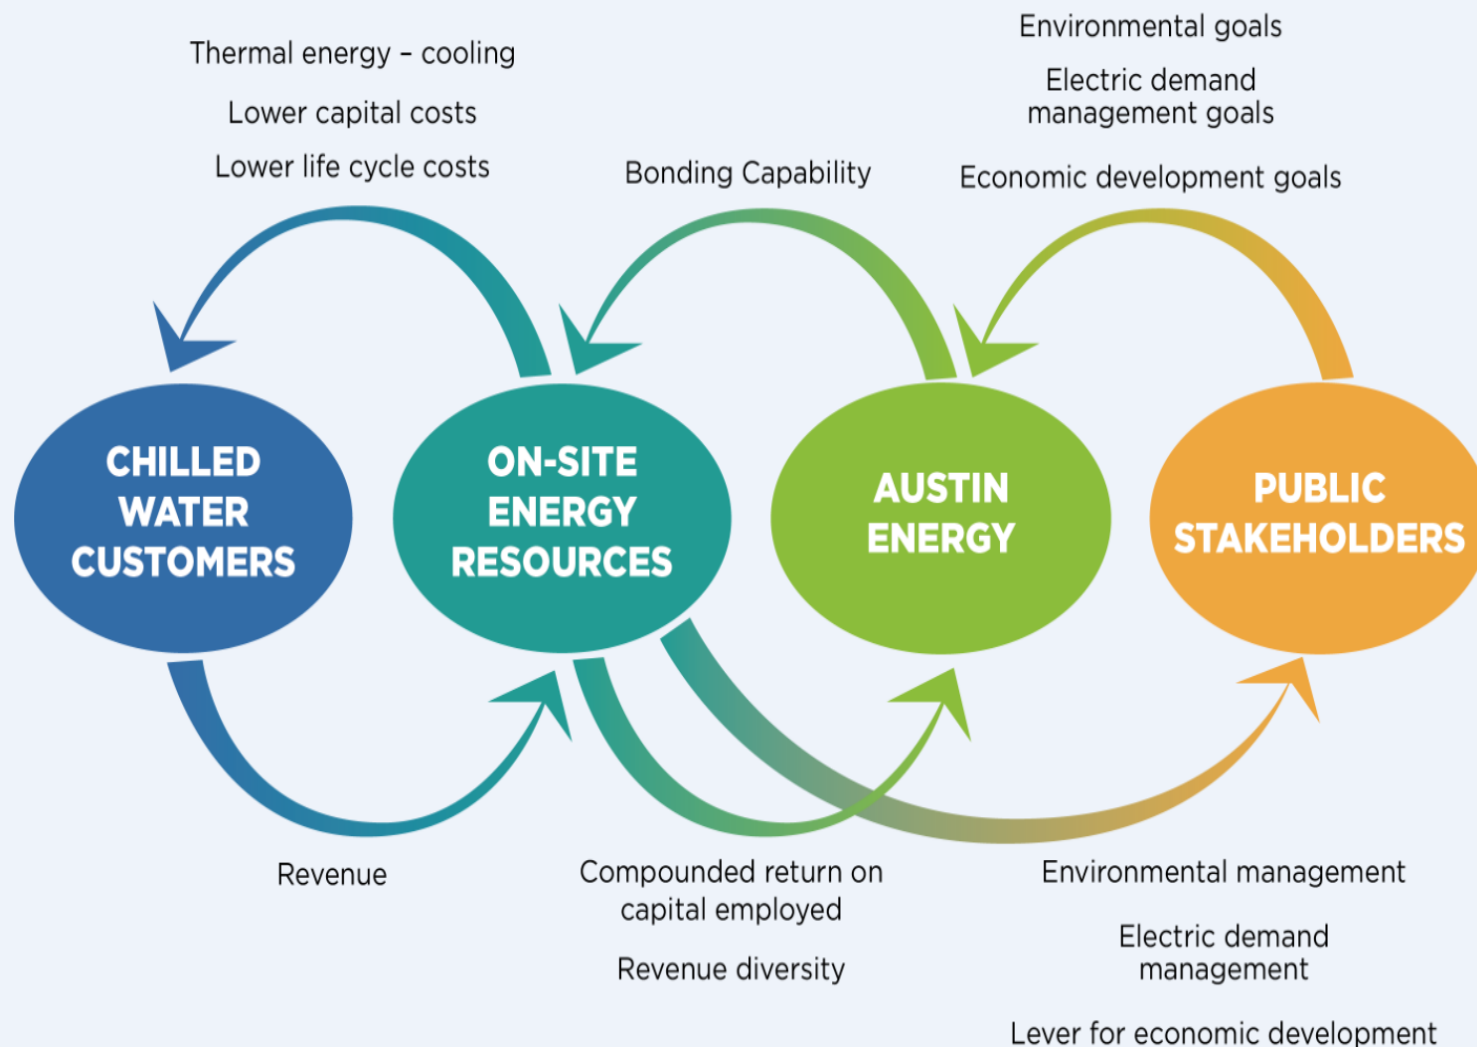 Thermal energy – cooling
Lower capital costs
Lower life cycle costs
Bonding Capability
Environmental goals
Electric demand
management goals
Economic development goals
CHILLED
WATER
CUSTOMERS
ON-SITE
ENERGY
RESOURCES
AUSTIN
ENERGY
PUBLIC
STAKEHOLDERS
Revenue
Compounded return on
capital employed
Revenue diversity
Environmental management
Electric demand
management
Lever for economic development